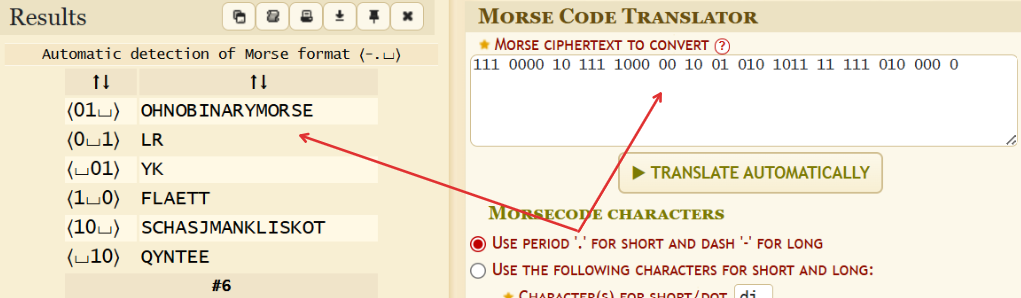 Results
Automatic detection of Morse format ⟨-.␣⟩
↑↓ ↑↓
⟨01␣⟩ OHNOBINARYMORSE
⟨0␣1⟩ LR
⟨␣01⟩ YK
⟨1␣0⟩ FLAETT
⟨10␣⟩ SCHASJMANKLISKOT
⟨␣10⟩ QYNTEE
#6
Morse Code Translator
★ Morse ciphertext to convert ?
111 0000 10 111 1000 00 10 01 010 1011 11 111 010 000 0
▶ TRANSLATE AUTOMATICALLY
Morsecode characters
Use period '.' for short and dash '-' for long
Use the following characters for short and long:
★ Character(s) for short/dot di